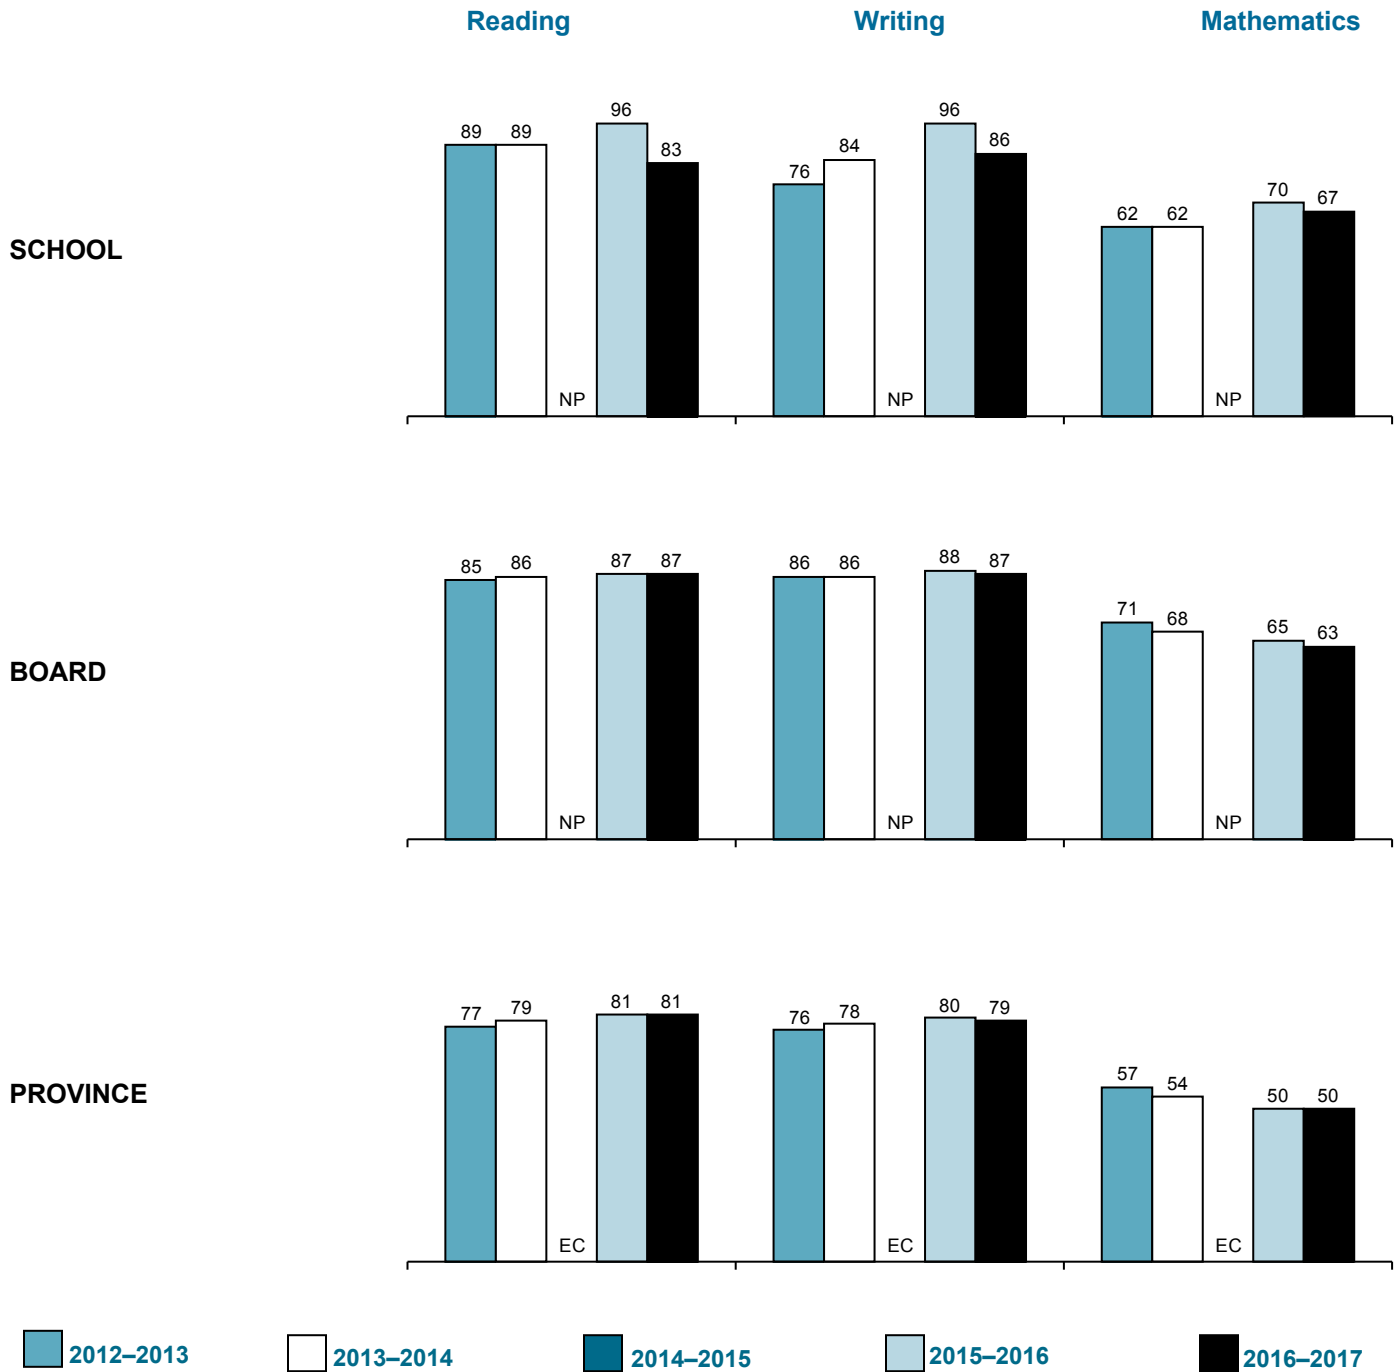 Reading Writing Mathematics
96 96
89 89
83 84 86
76
70 67
62 62
SCHOOL
NP NP NP
85 86 87 87 86 86 88 87
71 68 65 63
BOARD
NP NP NP
77 79 81 81 76 78 80 79
57 54 50 50
PROVINCE
EC EC EC
2012–2013 2013–2014 2014–2015 2015–2016 2016–2017